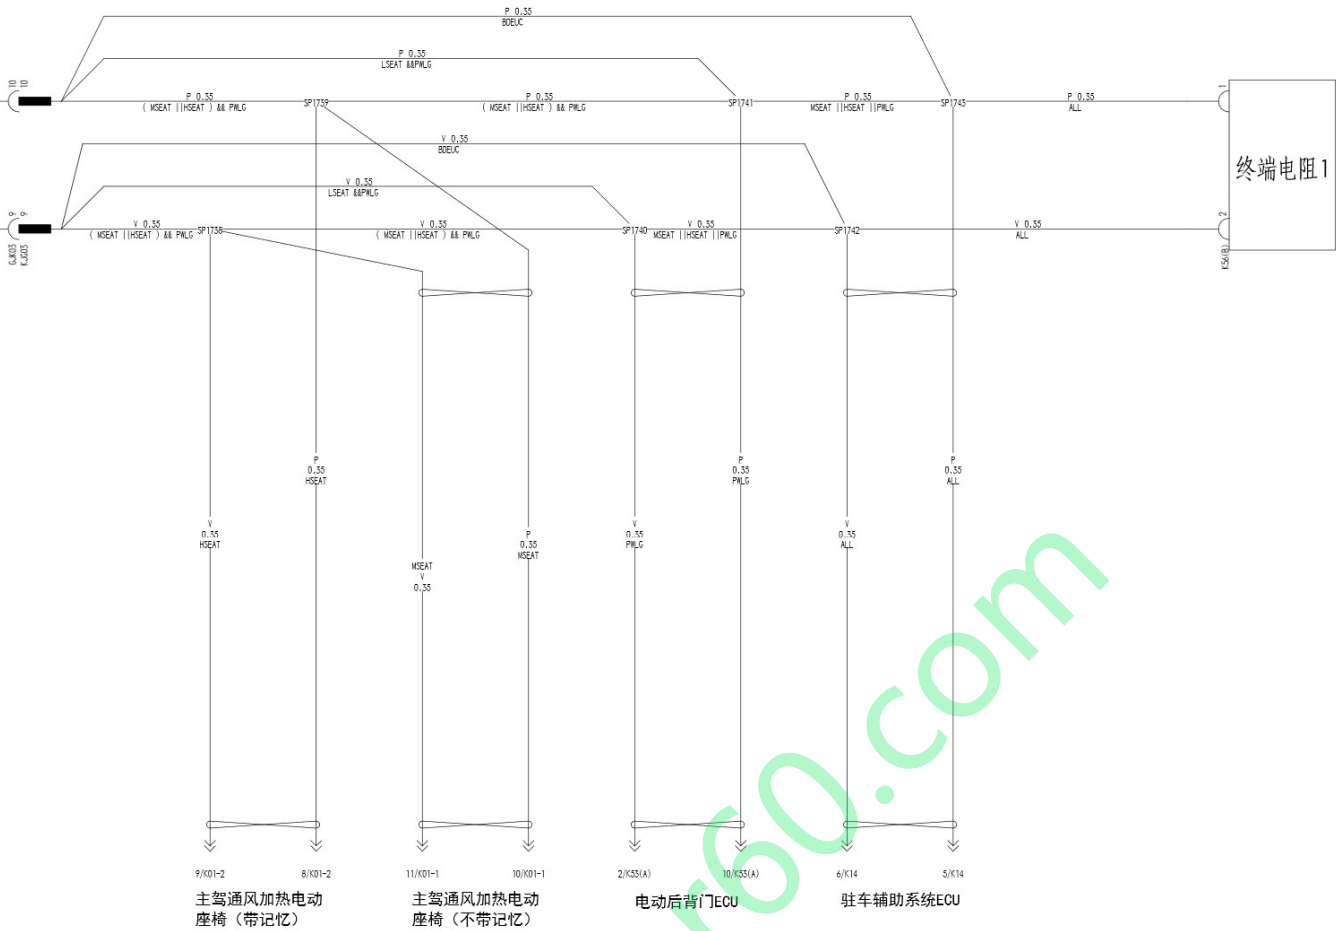 P 0.35
BDEUC
P 0.35
LSEAT &&PWLG
10
10
P 0.35
( MSEAT ||HSEAT ) && PWLG
SP1739
P 0.35
( MSEAT ||HSEAT ) && PWLG
SP1741
P 0.35
MSEAT ||HSEAT ||PWLG
SP1743
P 0.35
ALL
1
V 0.35
BDEUC
终端电阻1
V 0.35
LSEAT &&PWLG
9
9
V 0.35
( MSEAT ||HSEAT ) && PWLG
SP1738
V 0.35
( MSEAT ||HSEAT ) && PWLG
SP1740
V 0.35
MSEAT ||HSEAT ||PWLG
SP1742
V 0.35
ALL
2
GJK03
KJG03
K56(B)
P
0.35
HSEAT
P
0.35
PWLG
P
0.35
ALL
V
0.35
HSEAT
P
0.35
MSEAT
V
0.35
PWLG
V
0.35
ALL
MSEAT
V
0.35
9/K01-2
8/K01-2
11/K01-1
10/K01-1
2/K53(A)
10/K53(A)
6/K14
5/K14
主驾通风加热电动
座椅（带记忆）
主驾通风加热电动
座椅（不带记忆）
电动后背门ECU
驻车辅助系统ECU
r60.com